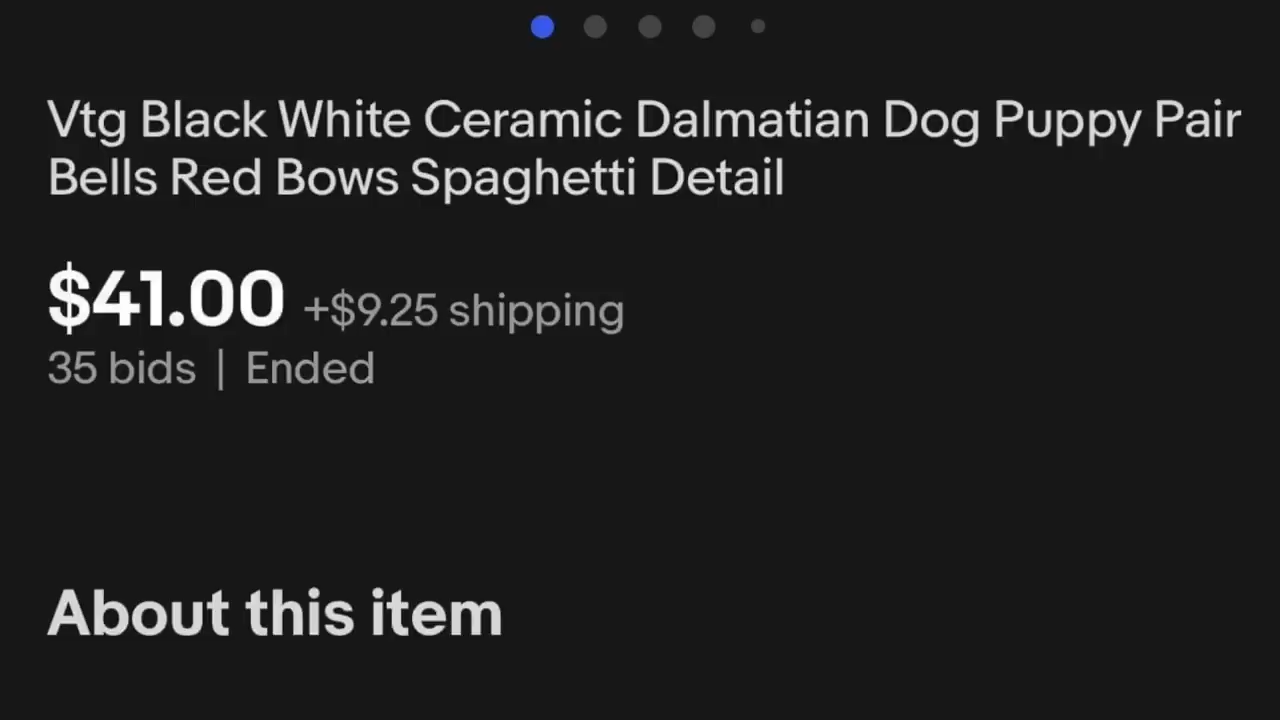 Vtg Black White Ceramic Dalmatian Dog Puppy Pair
Bells Red Bows Spaghetti Detail
$41.00 +$9.25 shipping
35 bids | Ended
About this item